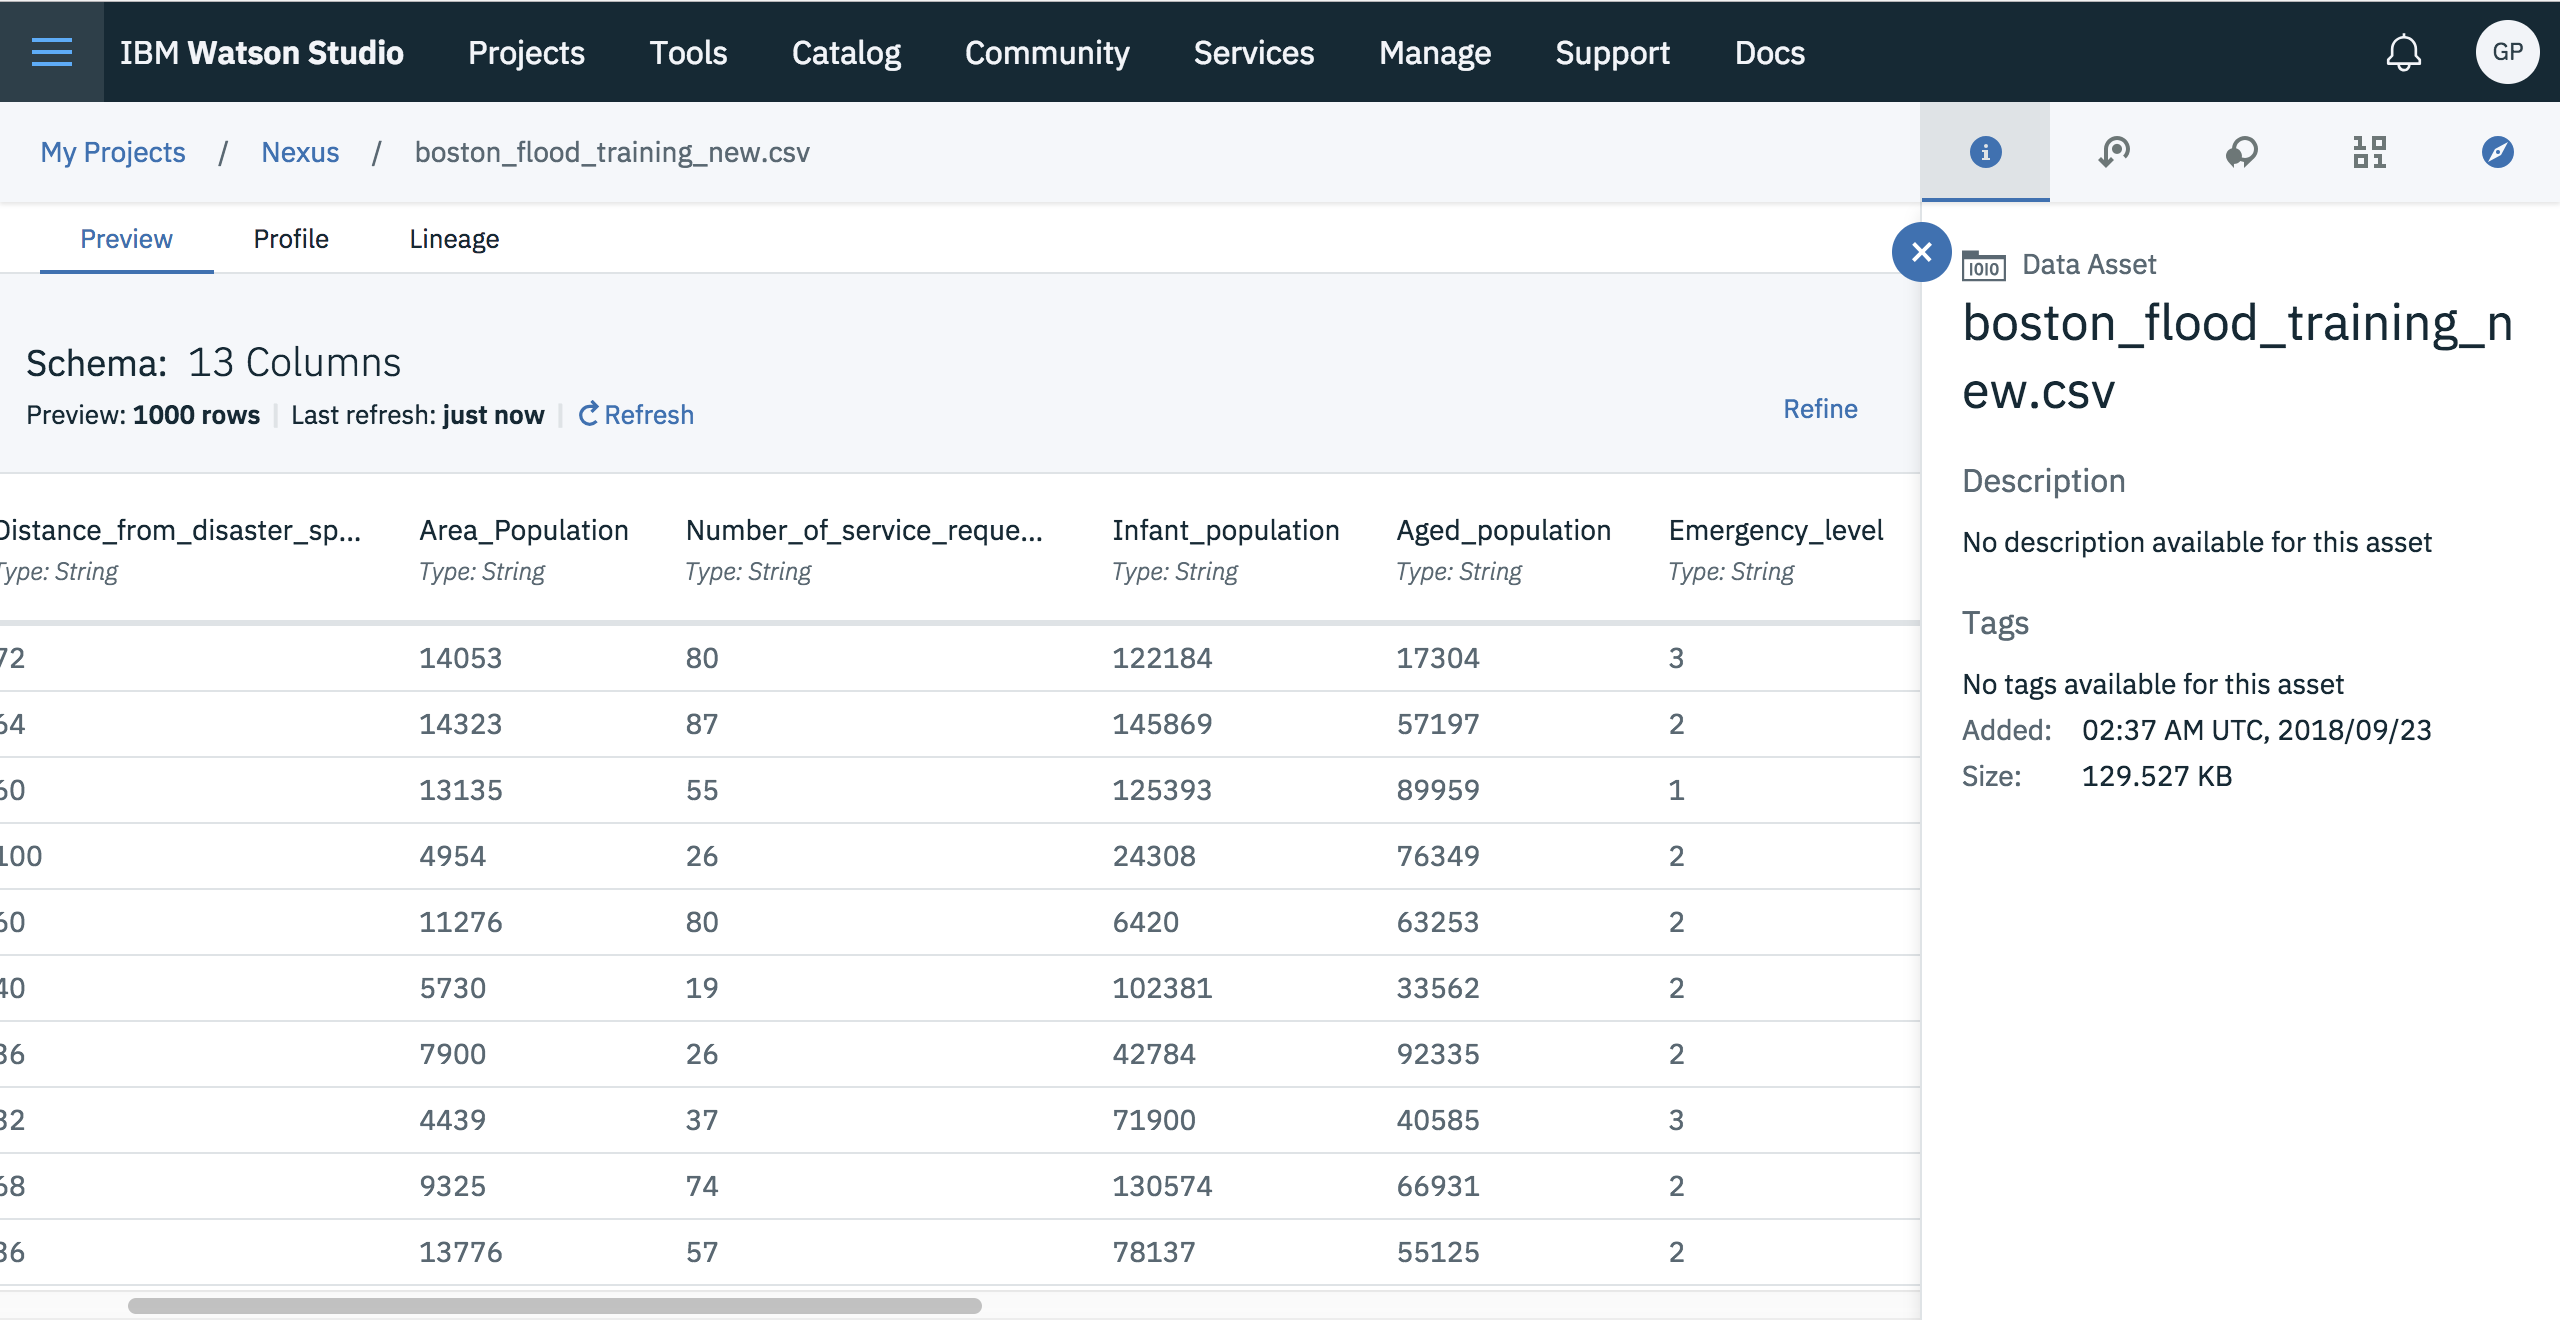 IBM Watson Studio Projects Tools Catalog Community Services Manage Support Docs GP
My Projects / Nexus / boston_flood_training_new.csv
Preview Profile Lineage
Schema: 13 Columns
Preview: 1000 rows | Last refresh: just now | Refresh
Refine
Distance_from_disaster_sp... Area_Population Number_of_service_reque... Infant_population Aged_population Emergency_level
Type: String Type: String Type: String Type: String Type: String Type: String
72 14053 80 122184 17304 3
64 14323 87 145869 57197 2
60 13135 55 125393 89959 1
100 4954 26 24308 76349 2
60 11276 80 6420 63253 2
40 5730 19 102381 33562 2
36 7900 26 42784 92335 2
32 4439 37 71900 40585 3
68 9325 74 130574 66931 2
36 13776 57 78137 55125 2
Data Asset
boston_flood_training_n
ew.csv
Description
No description available for this asset
Tags
No tags available for this asset
Added: 02:37 AM UTC, 2018/09/23
Size: 129.527 KB